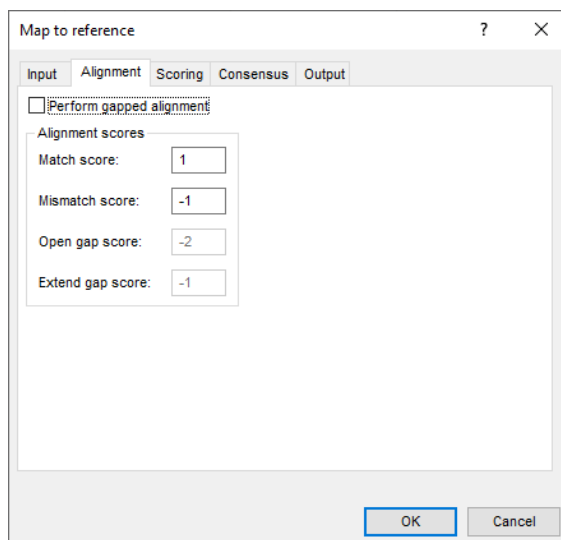 Map to reference ?
Input Alignment Scoring Consensus Output
Perform gapped alignment
Alignment scores
Match score: 1
Mismatch score: -1
Open gap score: -2
Extend gap score: -1
OK Cancel